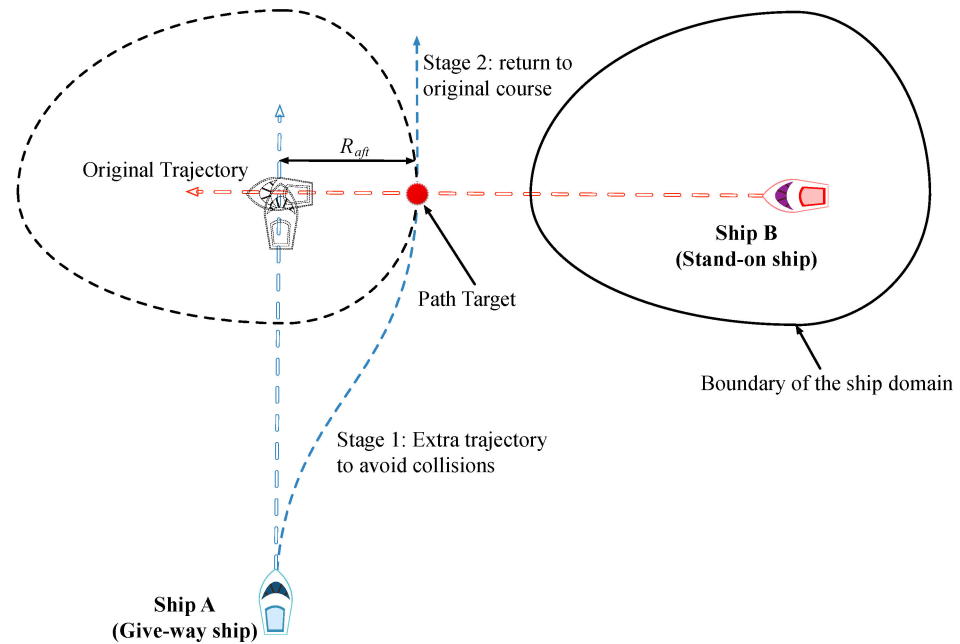 Stage 2: return to
original course
R_aft
Original Trajectory
Ship B
(Stand-on ship)
Path Target
Boundary of the ship domain
Stage 1: Extra trajectory
to avoid collisions
Ship A
(Give-way ship)